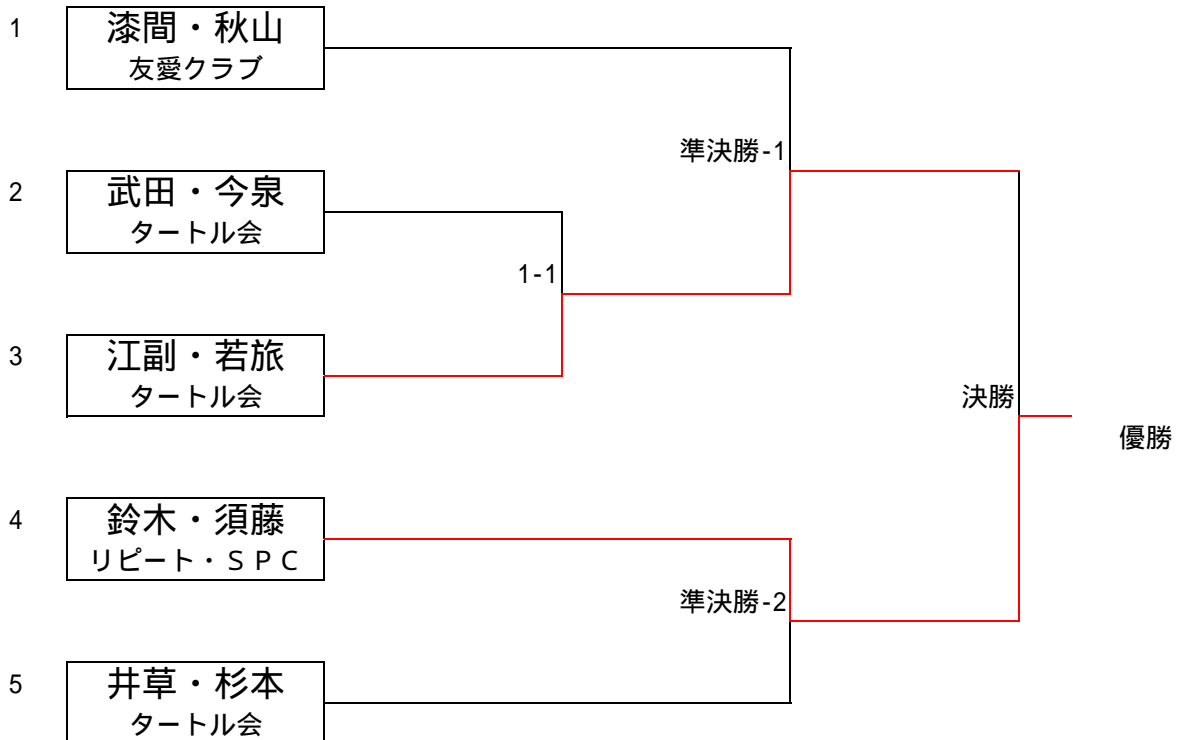 1
漆間・秋山
友愛クラブ
準決勝-1
2
武田・今泉
タートル会
1-1
3
江副・若旅
タートル会
決勝
優勝
4
鈴木・須藤
リピート・ＳＰＣ
準決勝-2
5
井草・杉本
タートル会